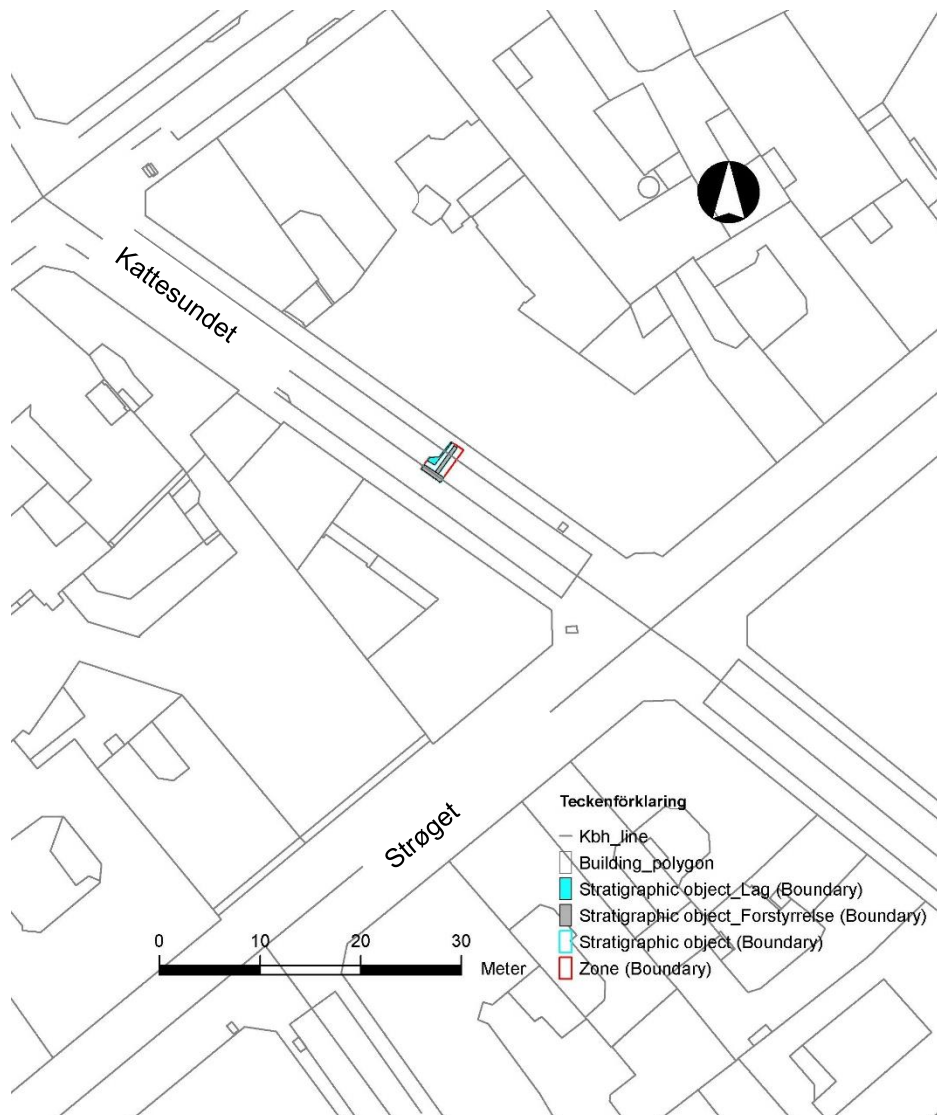 Kattesundet
Strøget
Teckenförklaring
Kbh_line
Building_polygon
Stratigraphic object_Lag (Boundary)
Stratigraphic object_Forstyrrelse (Boundary)
Stratigraphic object (Boundary)
Zone (Boundary)
0 10 20 30
Meter